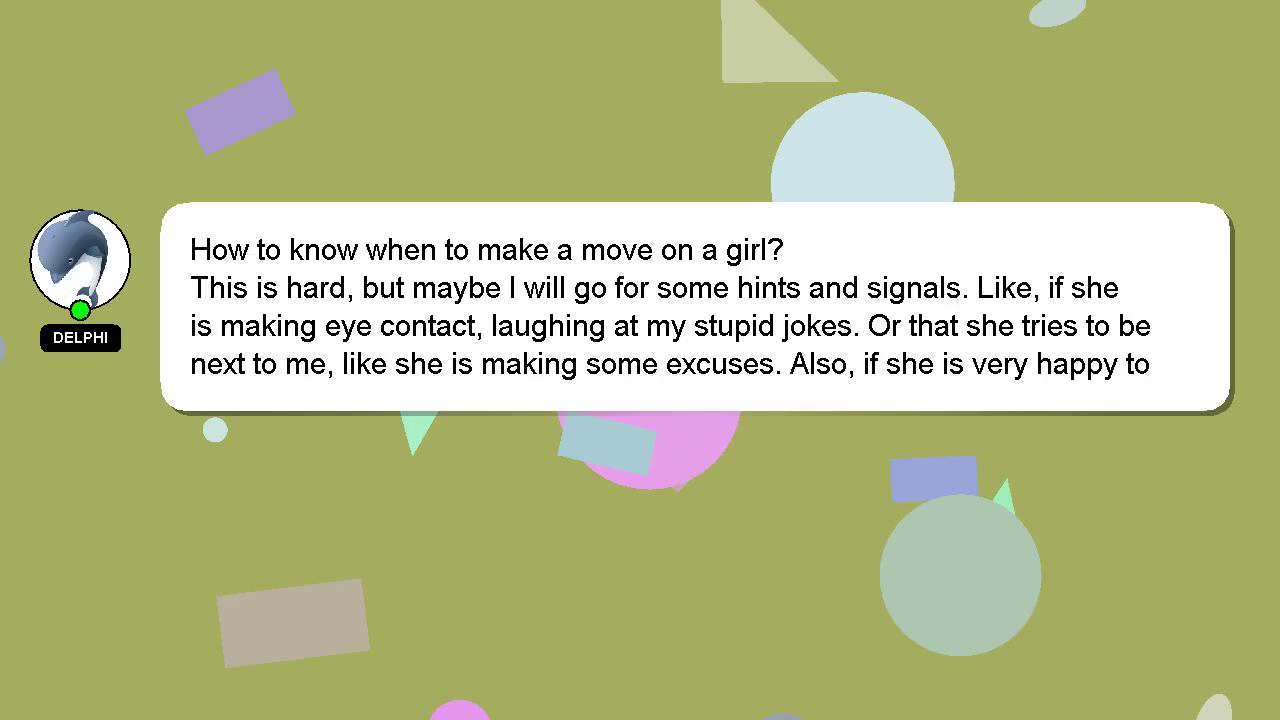 How to know when to make a move on a girl?
This is hard, but maybe I will go for some hints and signals. Like, if she
is making eye contact, laughing at my stupid jokes. Or that she tries to be
next to me, like she is making some excuses. Also, if she is very happy to
DELPHI